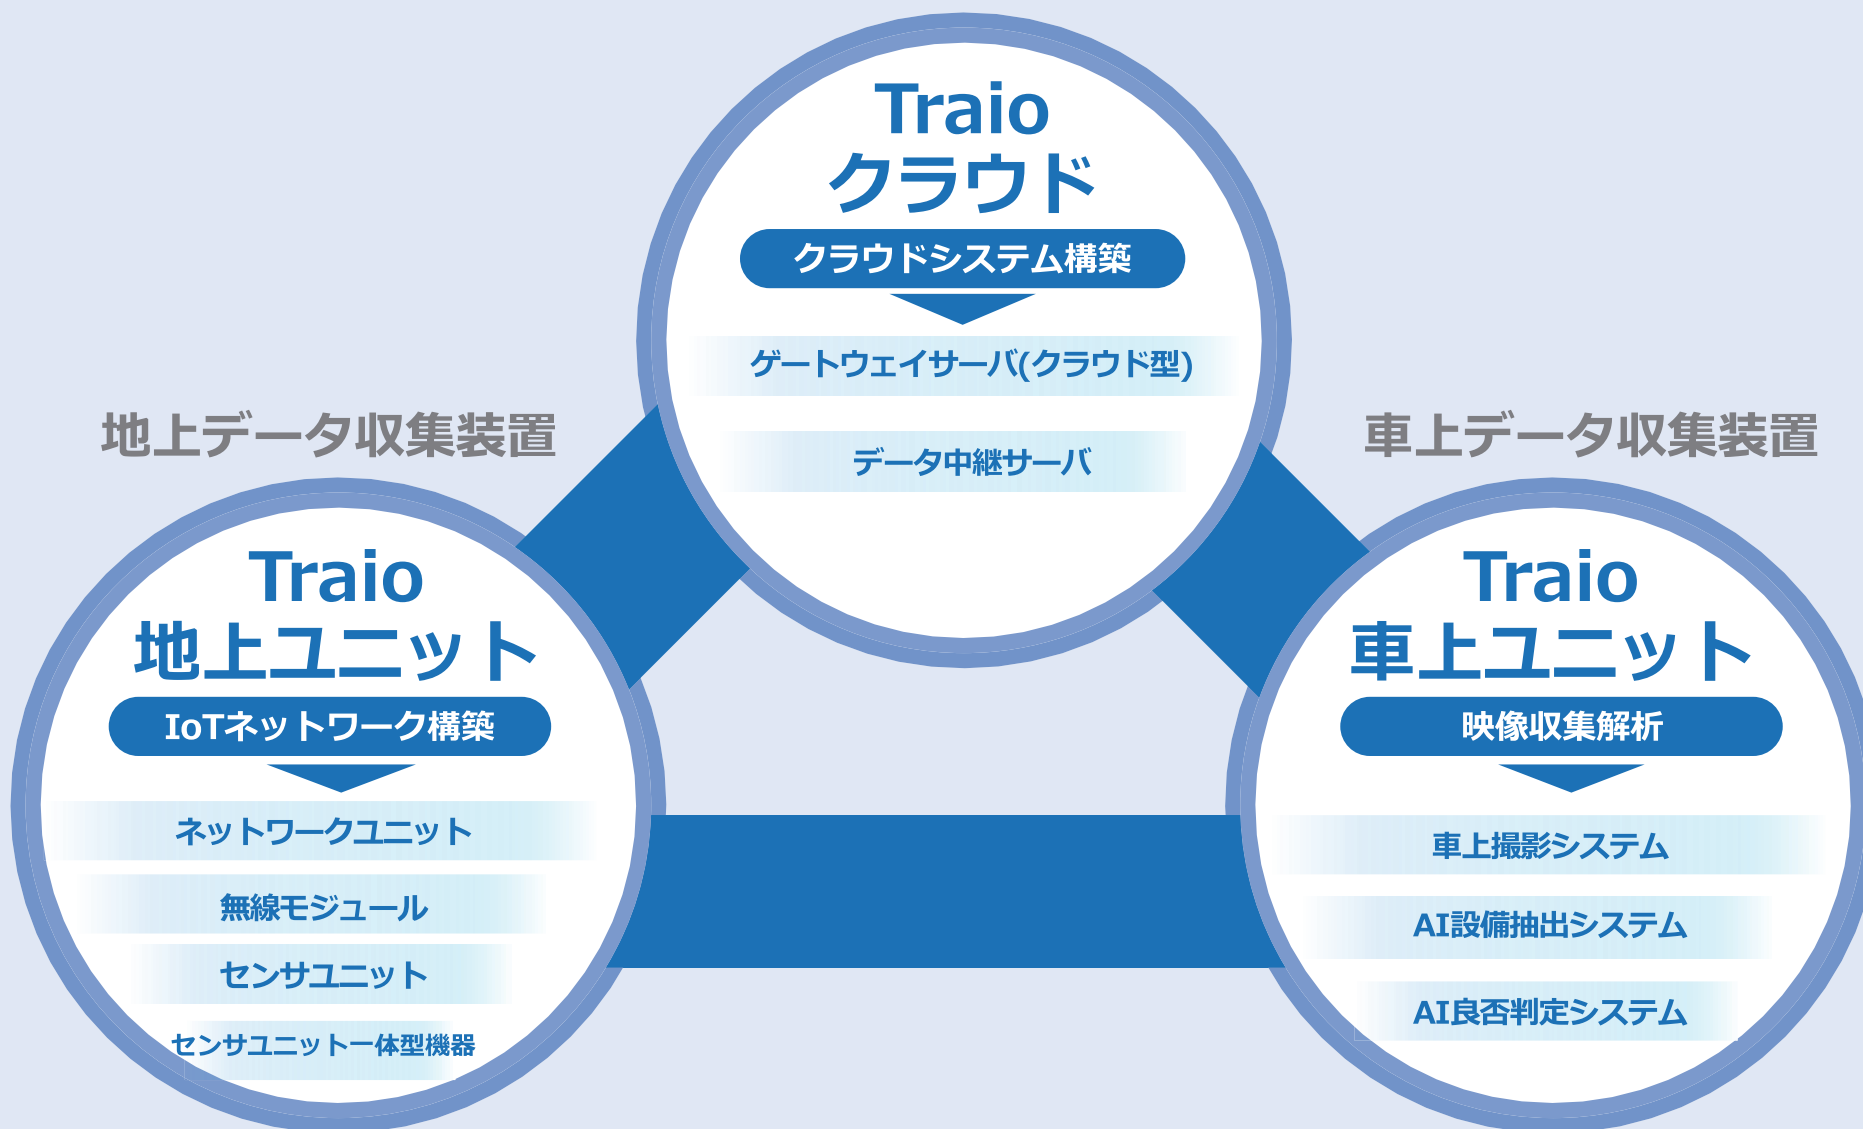 Traio
クラウド
クラウドシステム構築
ゲートウェイサーバ(クラウド型)
データ中継サーバ
地上データ収集装置
Traio
地上ユニット
IoTネットワーク構築
ネットワークユニット
無線モジュール
センサユニット
センサユニット一体型機器
車上データ収集装置
Traio
車上ユニット
映像収集解析
車上撮影システム
AI設備抽出システム
AI良否判定システム